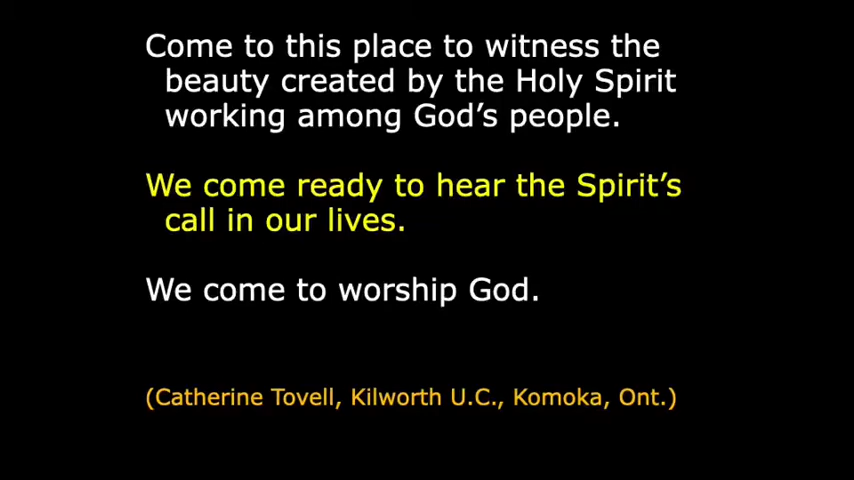 Come to this place to witness the
beauty created by the Holy Spirit
working among God’s people.
We come ready to hear the Spirit’s
call in our lives.
We come to worship God.
(Catherine Tovell, Kilworth U.C., Komoka, Ont.)